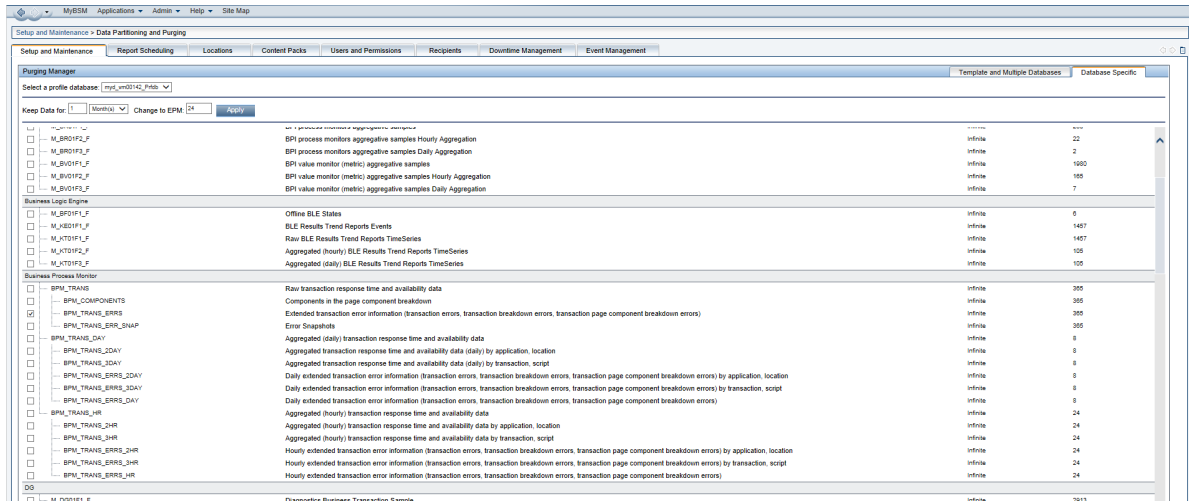 MyBSM Applications Admin Help Site Map
Setup and Maintenance > Data Partitioning and Purging
Setup and Maintenance Report Scheduling Locations Content Packs Users and Permissions Recipients Downtime Management Event Management
Purging Manager Template and Multiple Databases Database Specific
Select a profile database: myd_vm00142_Prfdb
Keep Data for: 1 Month(s) Change to EPM: 24 Apply
BPI process monitors aggregative samples Infinite
M_BR01F2_F BPI process monitors aggregative samples Hourly Aggregation Infinite 22
M_BR01F3_F BPI process monitors aggregative samples Daily Aggregation Infinite 2
M_BV01F1_F BPI value monitor (metric) aggregative samples Infinite 1980
M_BV01F2_F BPI value monitor (metric) aggregative samples Hourly Aggregation Infinite 165
M_BV01F3_F BPI value monitor (metric) aggregative samples Daily Aggregation Infinite 7
Business Logic Engine
M_BF01F1_F Offline BLE States Infinite 6
M_KE01F1_F BLE Results Trend Reports Events Infinite 1457
M_KT01F1_F Raw BLE Results Trend Reports TimeSeries Infinite 1457
M_KT01F2_F Aggregated (hourly) BLE Results Trend Reports TimeSeries Infinite 105
M_KT01F3_F Aggregated (daily) BLE Results Trend Reports TimeSeries Infinite 105
Business Process Monitor
BPM_TRANS Raw transaction response time and availability data Infinite 365
BPM_COMPONENTS Components in the page component breakdown Infinite 365
BPM_TRANS_ERRS Extended transaction error information (transaction errors, transaction breakdown errors, transaction page component breakdown errors) Infinite 365
BPM_TRANS_ERR_SNAP Error Snapshots Infinite 365
BPM_TRANS_DAY Aggregated (daily) transaction response time and availability data Infinite 8
BPM_TRANS_2DAY Aggregated transaction response time and availability data (daily) by application, location Infinite 8
BPM_TRANS_3DAY Aggregated transaction response time and availability data (daily) by transaction, script Infinite 8
BPM_TRANS_ERRS_2DAY Daily extended transaction error information (transaction errors, transaction breakdown errors, transaction page component breakdown errors) by application, location Infinite 8
BPM_TRANS_ERRS_3DAY Daily extended transaction error information (transaction errors, transaction breakdown errors, transaction page component breakdown errors) by transaction, script Infinite 8
BPM_TRANS_ERRS_DAY Daily extended transaction error information (transaction errors, transaction breakdown errors, transaction page component breakdown errors) Infinite 8
BPM_TRANS_HR Aggregated (hourly) transaction response time and availability data Infinite 24
BPM_TRANS_2HR Aggregated (hourly) transaction response time and availability data by application, location Infinite 24
BPM_TRANS_3HR Aggregated (hourly) transaction response time and availability data by transaction, script Infinite 24
BPM_TRANS_ERRS_2HR Hourly extended transaction error information (transaction errors, transaction breakdown errors, transaction page component breakdown errors) by application, location Infinite 24
BPM_TRANS_ERRS_3HR Hourly extended transaction error information (transaction errors, transaction breakdown errors, transaction page component breakdown errors) by transaction, script Infinite 24
BPM_TRANS_ERRS_HR Hourly extended transaction error information (transaction errors, transaction breakdown errors, transaction page component breakdown errors) Infinite 24
DG
M_DG01F1_F Diagnostics Business Transaction Sample Infinite 2913